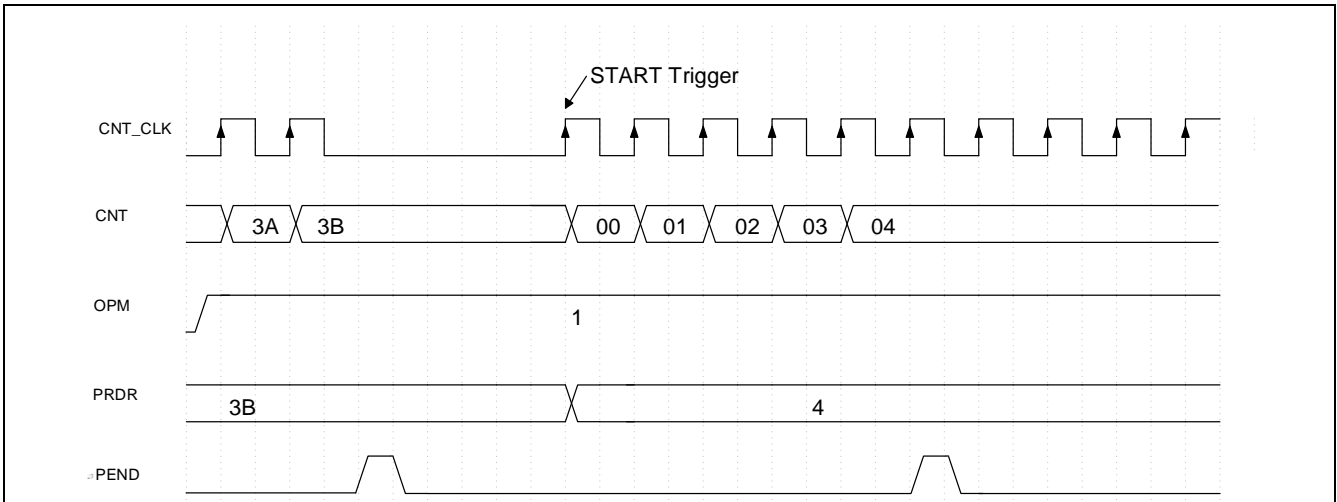 START Trigger
CNT_CLK
CNT 3A 3B 00 01 02 03 04
OPM 1
PRDR 3B 4
PEND